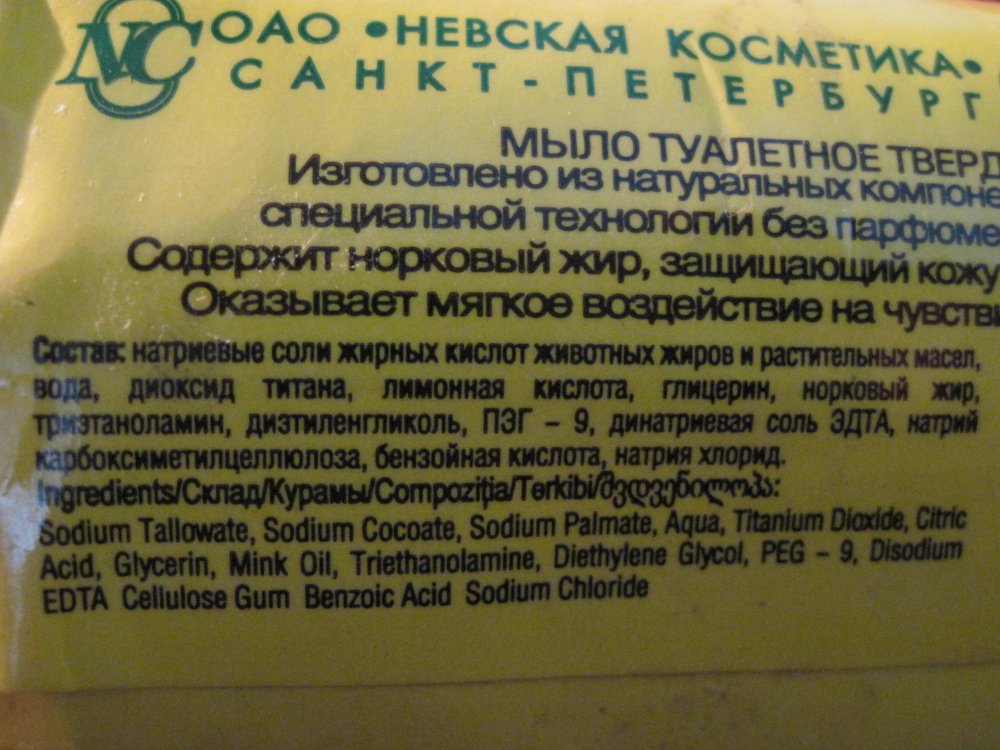 NC ОАО •НЕВСКАЯ КОСМЕТИКА•
САНКТ-ПЕТЕРБУРГ
МЫЛО ТУАЛЕТНОЕ ТВЕРД
Изготовлено из натуральных компоне
специальной технологии без парфюме
Содержит норковый жир, защищающий кожу
Оказывает мягкое воздействие на чувств
Состав: натриевые соли жирных кислот животных жиров и растительных масел,
вода, диоксид титана, лимонная кислота, глицерин, норковый жир,
триэтаноламин, диэтиленгликоль, ПЭГ – 9, динатриевая соль ЭДТА, натрий
карбоксиметилцеллюлоза, бензойная кислота, натрия хлорид.
Ingredients/Склад/Курамы/Compoziţia/Tərkibi/შედგენილობა:
Sodium Tallowate, Sodium Cocoate, Sodium Palmate, Aqua, Titanium Dioxide, Citric
Acid, Glycerin, Mink Oil, Triethanolamine, Diethylene Glycol, PEG – 9, Disodium
EDTA Cellulose Gum Benzoic Acid Sodium Chloride